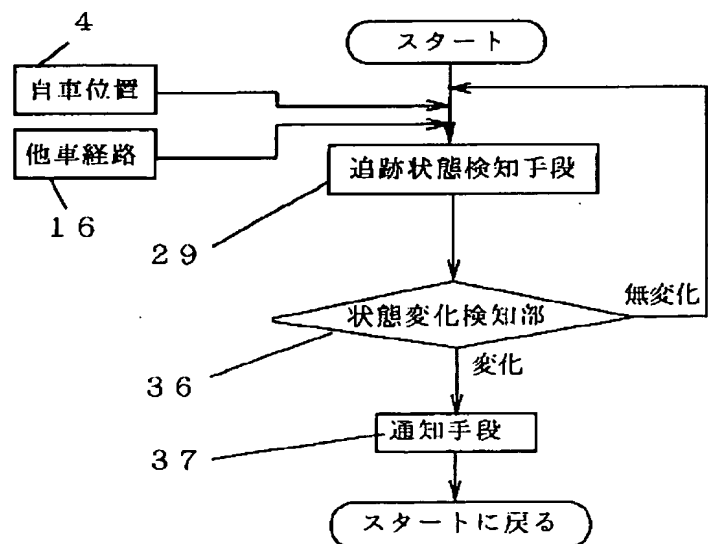 4
スタート
自車位置
他車経路
追跡状態検知手段
16
29
無変化
状態変化検知部
変化
36
通知手段
37
スタートに戻る